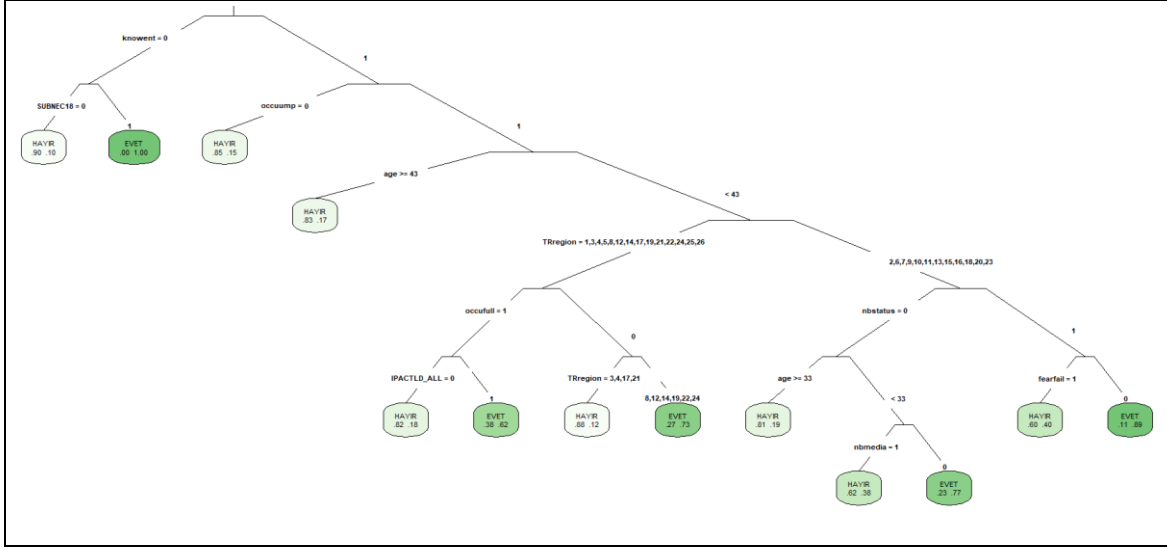 knowent = 0
1
SUBNEC18 = 0
1
occuump = 0
1
HAYIR
.90 .10
EVET
.00 1.00
HAYIR
.85 .15
age >= 43
< 43
HAYIR
.83 .17
TRregion = 1,3,4,5,8,12,14,17,19,21,22,24,25,26
2,6,7,9,10,11,13,15,16,18,20,23
occufull = 1
0
nbstatus = 0
1
IPACTLD_ALL = 0
1
TRregion = 3,4,17,21
8,12,14,19,22,24
age >= 33
< 33
fearfail = 1
0
HAYIR
.82 .18
EVET
.38 .62
HAYIR
.88 .12
EVET
.27 .73
HAYIR
.81 .19
HAYIR
.60 .40
EVET
.11 .89
nbmedia = 1
0
HAYIR
.62 .38
EVET
.23 .77